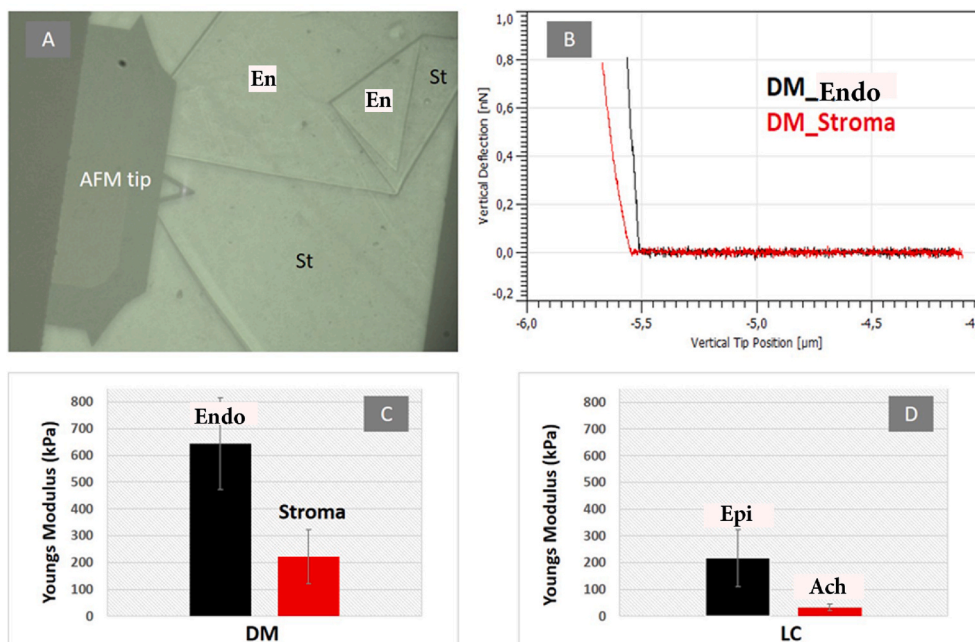 A
En
En
St
AFM tip
St
B
Vertical Deflection [nN]
1,0
0,8
0,6
0,4
0,2
0,0
-0,2
DM_Endo
DM_Stroma
-6,0
-5,5
-5,0
-4,5
-4
Vertical Tip Position [µm]
C
Youngs Modulus (kPa)
800
700
600
500
400
300
200
100
0
Endo
Stroma
DM
D
Youngs Modulus (kPa)
800
700
600
500
400
300
200
100
0
Epi
Ach
LC